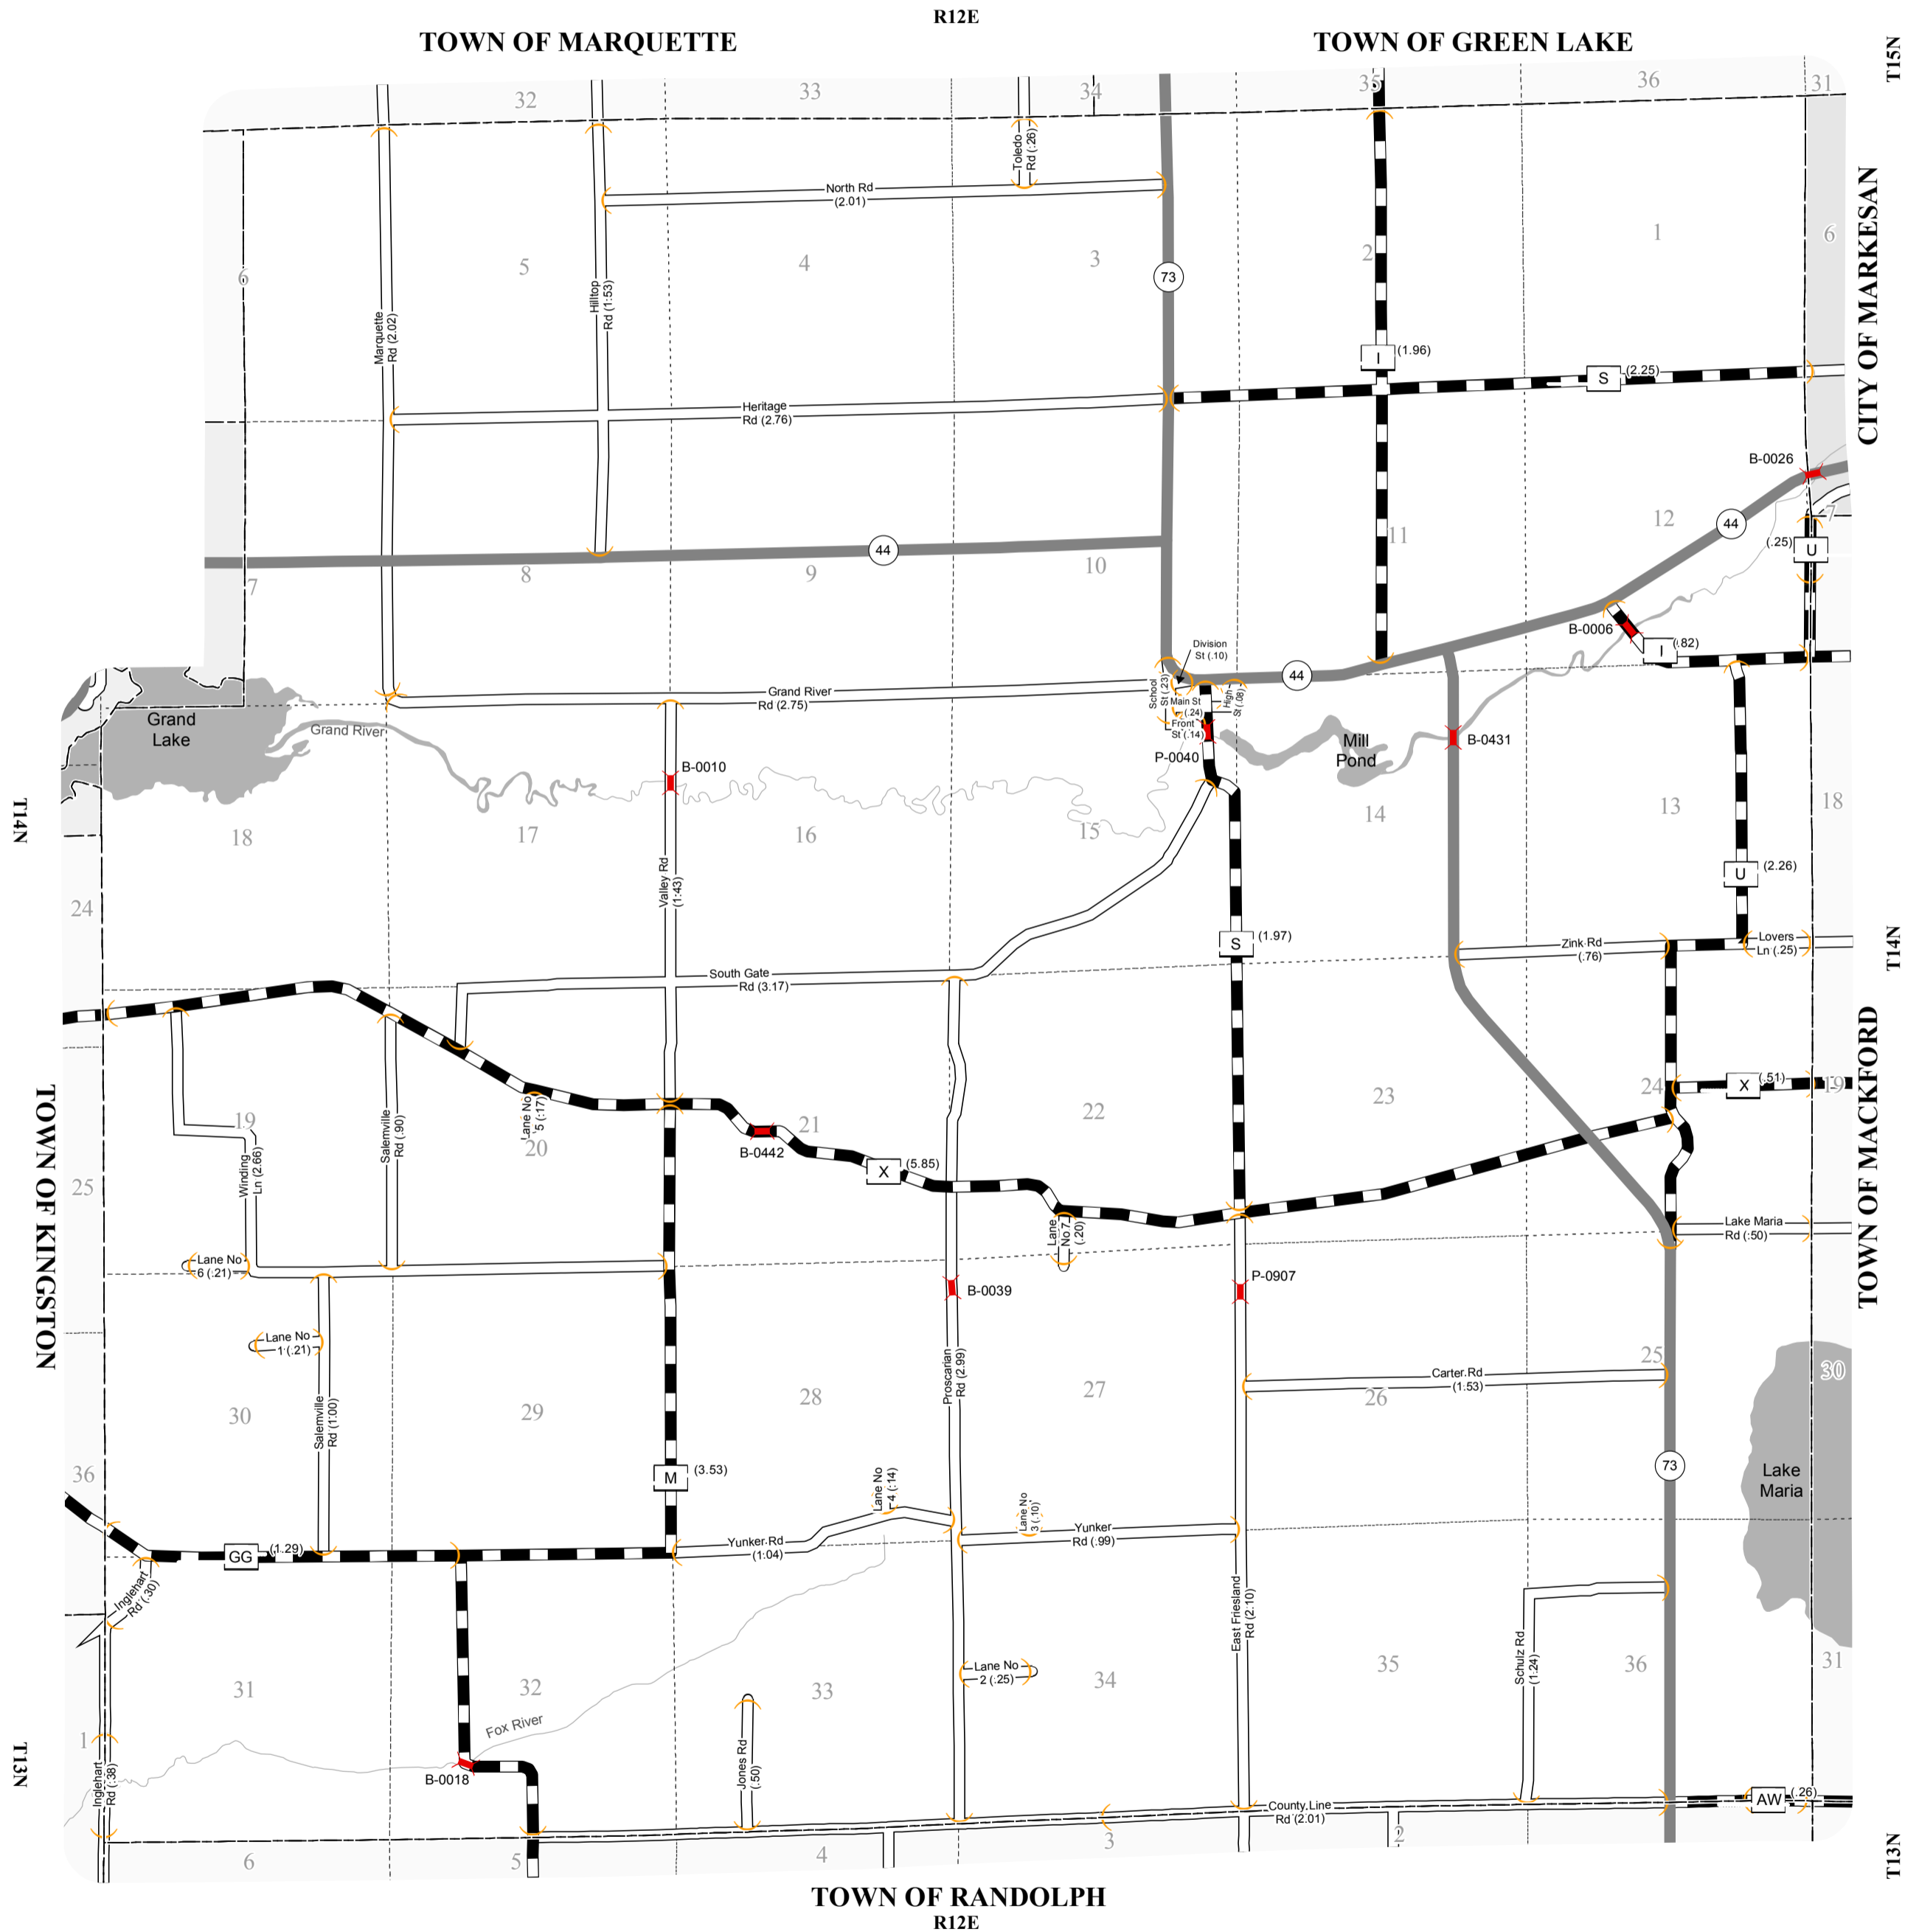 R12E
TOWN OF MARQUETTE
TOWN OF GREEN LAKE
T15N
32
33
34
35
36
31
Toledo
Rd (.26)
North Rd
(2.01)
6
5
4
3
2
1
6
73
Hilltop
Rd (1.53)
Marquette
Rd (2.02)
I
(1.96)
S
(2.25)
CITY OF MARKESAN
Heritage
Rd (2.76)
B-0026
44
44
7
8
9
10
11
12
7
(.25)
U
B-0006
I
(.82)
Division
St (.10)
44
School
St (.23)
Main St
(.24)
High
St (.08)
Front
St (.14)
Grand River
Rd (2.75)
Grand
Lake
Grand River
B-0010
P-0040
Mill
Pond
B-0431
T14N
18
17
16
15
14
13
18
Valley Rd
(1.43)
U
(2.26)
24
S
(1.97)
Zink Rd
(.76)
Lovers
Ln (.25)
T14N
South Gate
Rd (3.17)
TOWN OF KINGSTON
TOWN OF MACKFORD
19
Lane No
5 (.17)
20
21
22
23
24
X
(.51)
19
Salemville
Rd (.90)
B-0442
X
(5.85)
25
Winding
Ln (2.66)
Lane
No 7
(.20)
Lake Maria
Rd (.50)
Lane No
6 (.21)
B-0039
P-0907
Lane No
1 (.21)
Proscarian
Rd (2.99)
Carter Rd
(1.53)
30
29
28
27
26
25
30
Salemville
Rd (1.00)
36
M
(3.53)
73
Lake
Maria
Lane No
4 (.14)
Lane No
3 (.10)
GG
(1.29)
Yunker Rd
(1.04)
Yunker
Rd (.99)
Inglehart
Rd (.30)
East Friesland
Rd (2.10)
Schulz Rd
(1.24)
31
32
33
Lane No
2 (.25)
34
35
36
31
1
Fox River
T13N
B-0018
Inglehart
Rd (.38)
Jones Rd
(.50)
County Line
Rd (2.01)
AW
(.26)
6
5
4
3
2
T13N
TOWN OF RANDOLPH
R12E